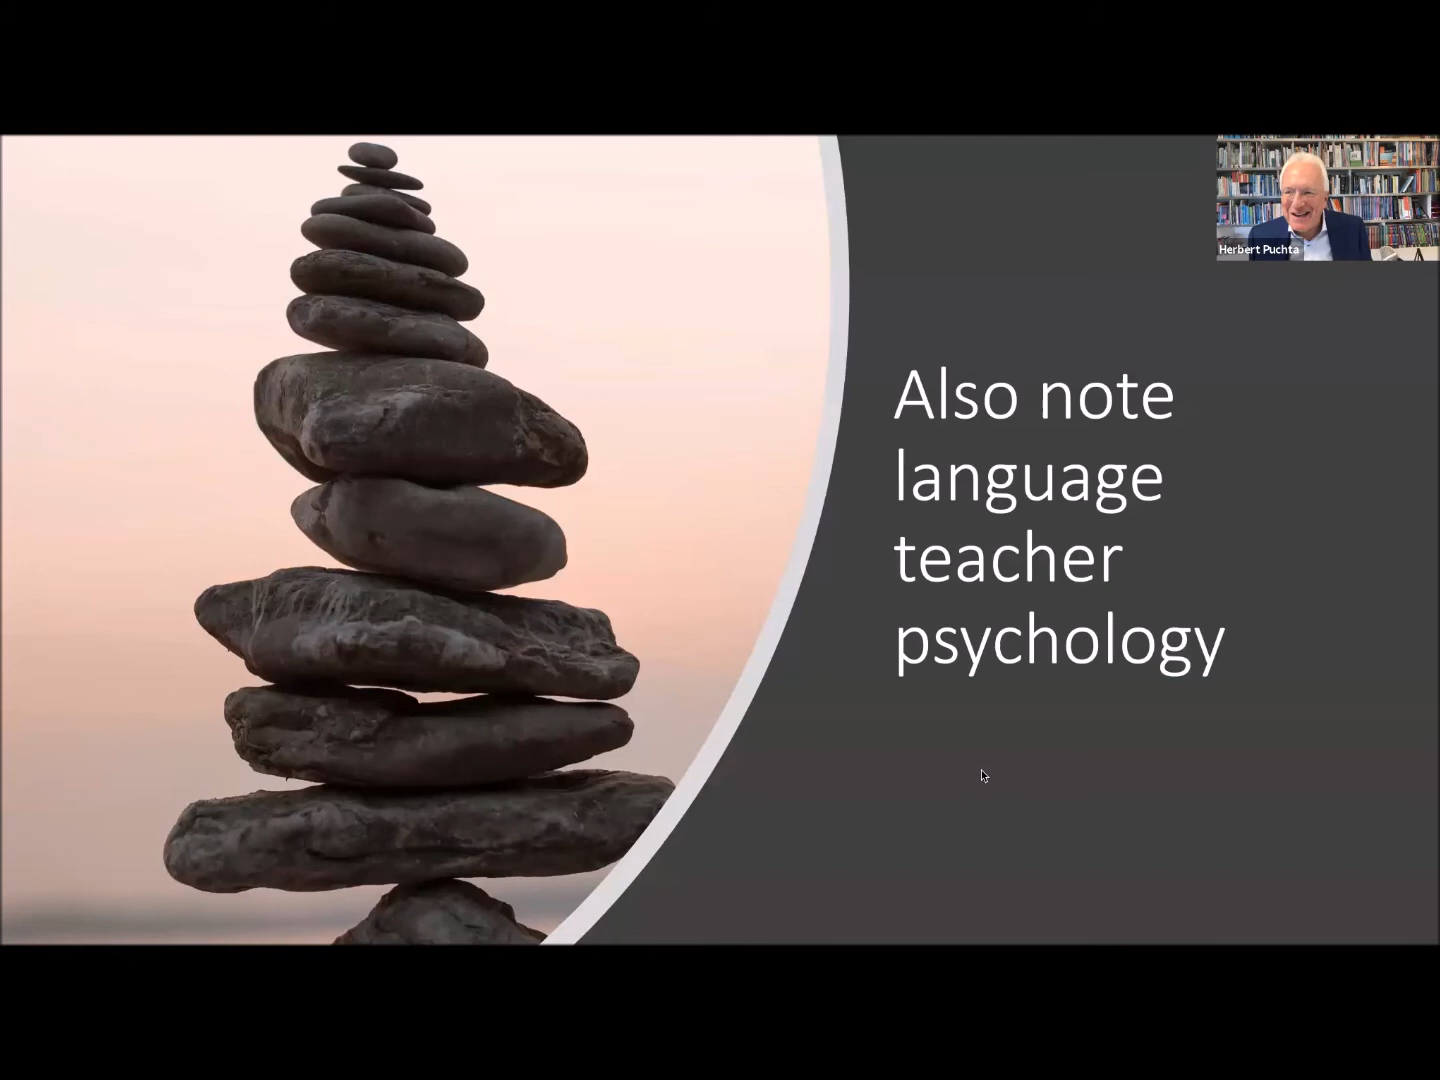 Herbert Puchta
Also note
language
teacher
psychology